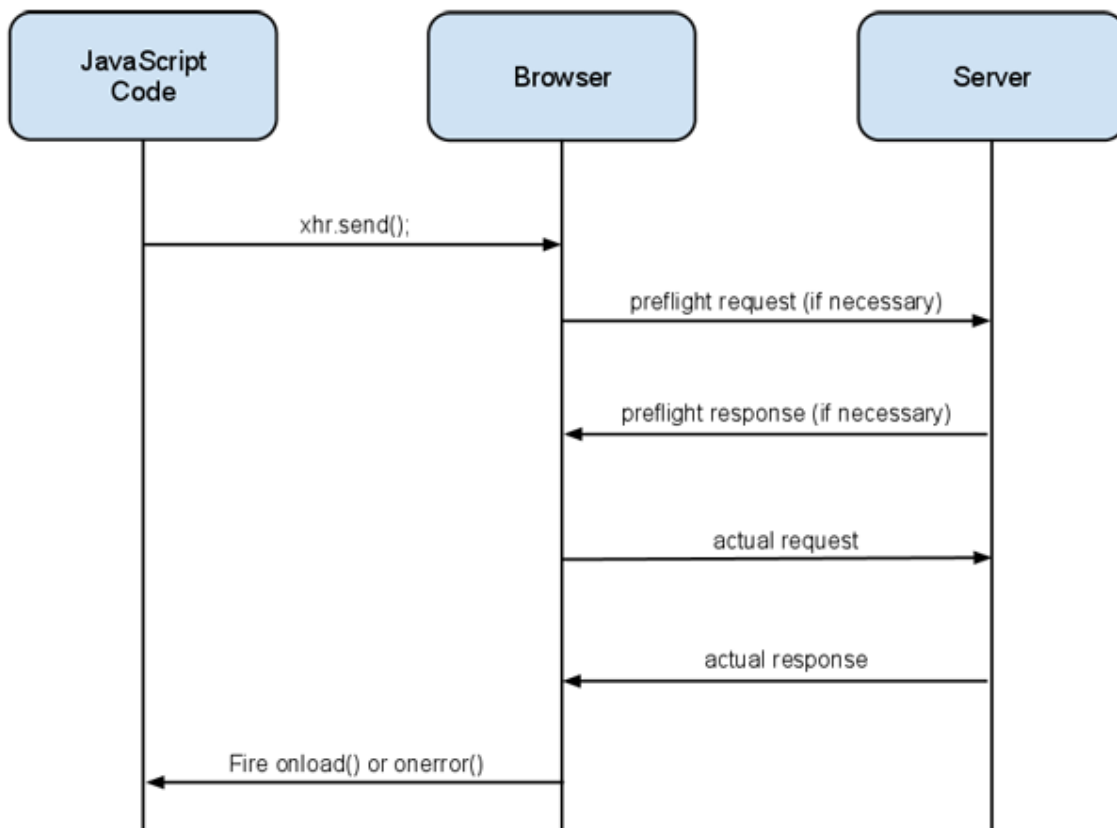 JavaScript
Code
Browser
Server
xhr.send();
preflight request (if necessary)
preflight response (if necessary)
actual request
actual response
Fire onload() or onerror()